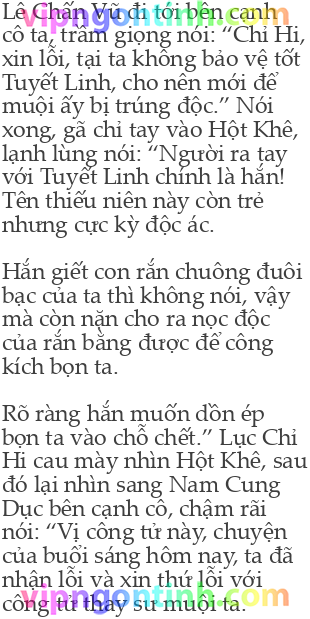 Lê Chấn Vũ đi tới bên cạnh
vipngontinh.com
cô ta, trầm giọng nói: “Chỉ Hi,
xin lỗi, tại ta không bảo vệ tốt
Tuyết Linh, cho nên mới để
muội ấy bị trúng độc.” Nói
xong, gã chỉ tay vào Hột Khê,
lạnh lùng nói: “Người ra tay
với Tuyết Linh chính là hắn!
Tên thiếu niên này còn trẻ
nhưng cực kỳ độc ác.
Hắn giết con rắn chuông đuôi
bạc của ta thì không nói, vậy
mà còn nặn cho ra nọc độc
của rắn bằng được để công
kích bọn ta.
Rõ ràng hắn muốn dồn ép
bọn ta vào chỗ chết.” Lục Chỉ
Hi cau mày nhìn Hột Khê, sau
đó lại nhìn sang Nam Cung
Dục bên cạnh cô, chậm rãi
nói: “Vị công tử này, chuyện
của buổi sáng hôm nay, ta đã
nhận lỗi và xin thứ lỗi với
công tử thay sư muội ta.
vipngontinh.com